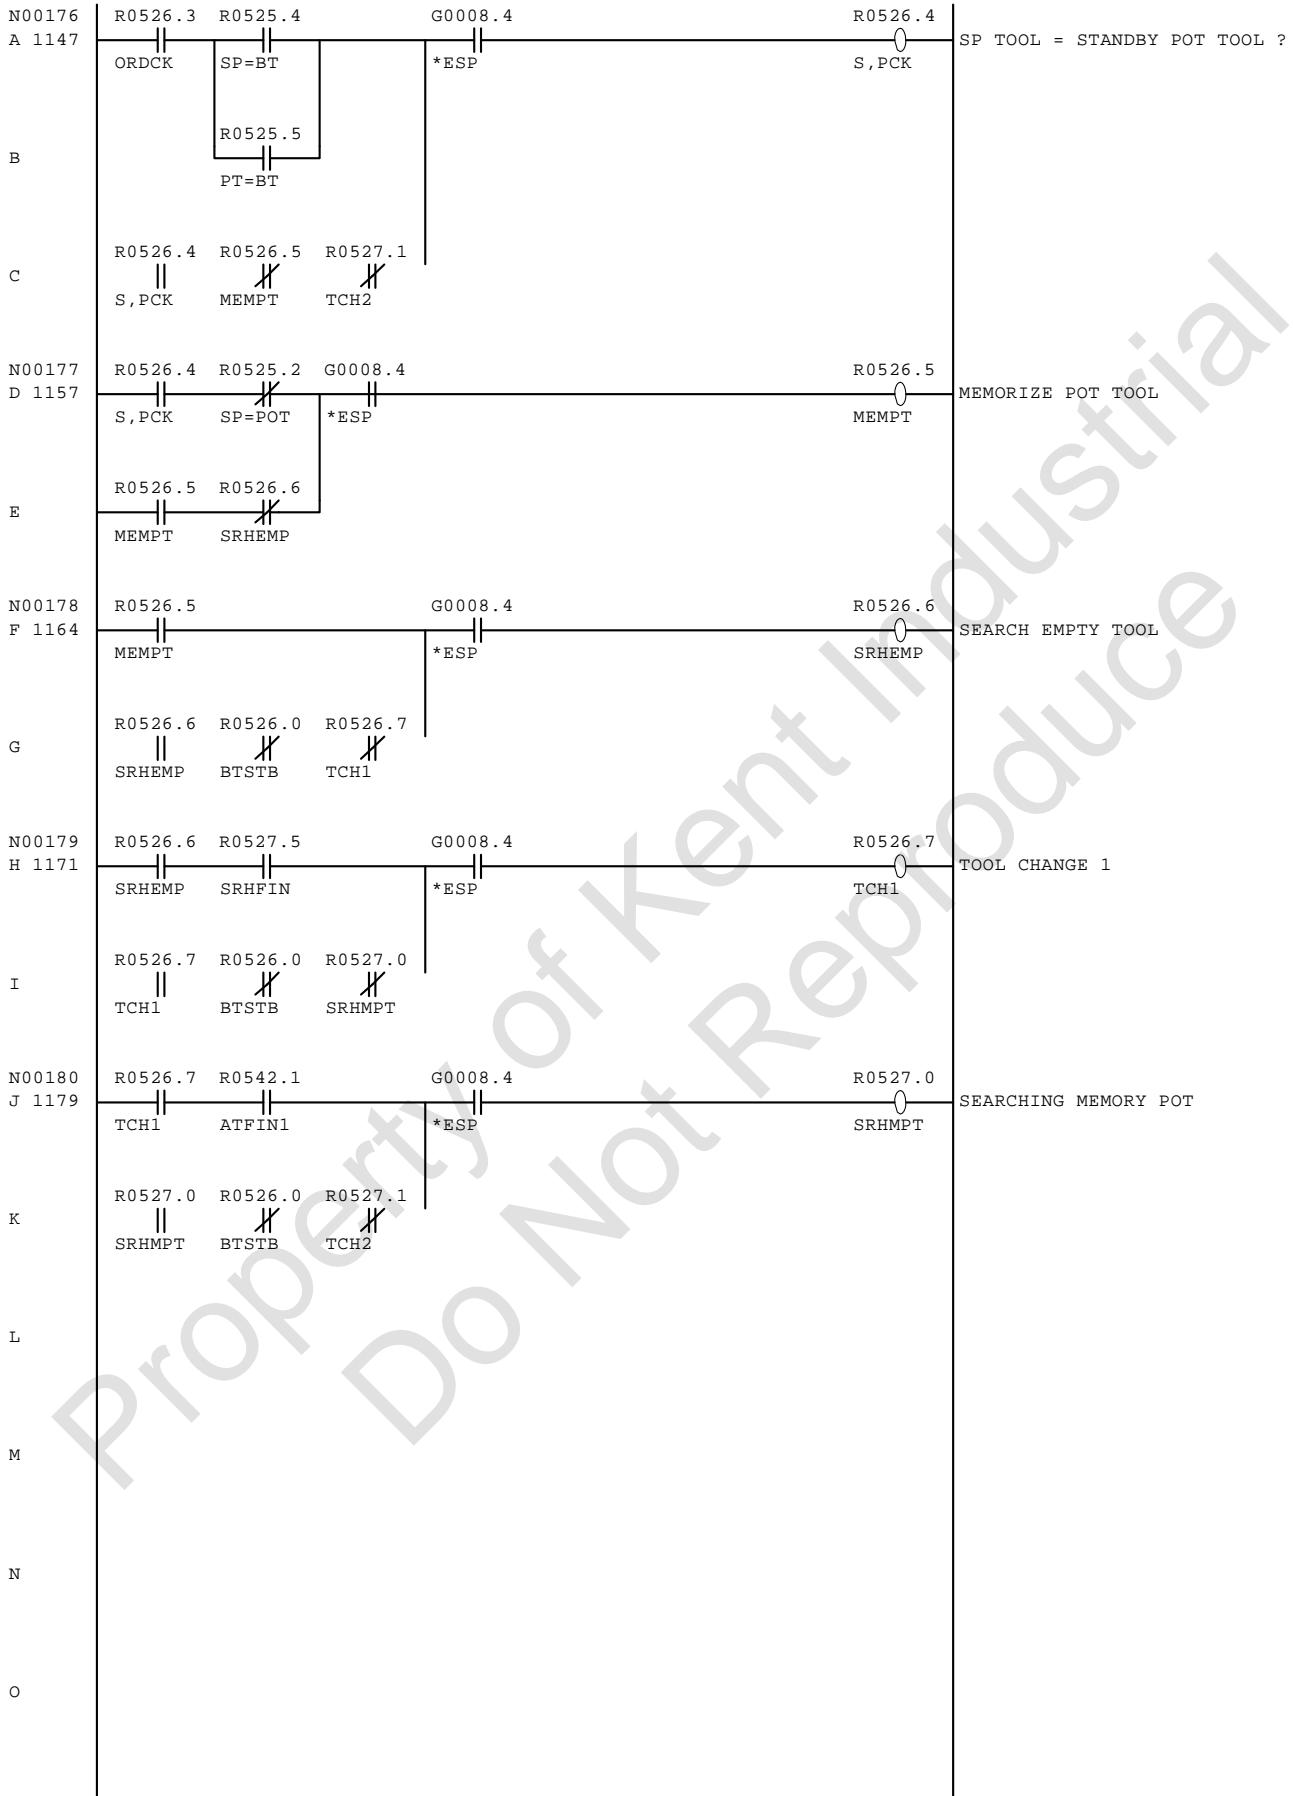 N00176 R0526.3 R0525.4 G0008.4 R0526.4
A 1147 SP TOOL = STANDBY POT TOOL ?
ORDCK SP=BT *ESP S,PCK
R0525.5
B
PT=BT
R0526.4 R0526.5 R0527.1
C
S,PCK MEMPT TCH2
N00177 R0526.4 R0525.2 G0008.4 R0526.5
D 1157 MEMORIZE POT TOOL
S,PCK SP=POT *ESP MEMPT
R0526.5 R0526.6
E
MEMPT SRHEMP
N00178 R0526.5 G0008.4 R0526.6
F 1164 SEARCH EMPTY TOOL
MEMPT *ESP SRHEMP
R0526.6 R0526.0 R0526.7
G
SRHEMP BTSTB TCH1
N00179 R0526.6 R0527.5 G0008.4 R0526.7
H 1171 TOOL CHANGE 1
SRHEMP SRHFIN *ESP TCH1
R0526.7 R0526.0 R0527.0
I
TCH1 BTSTB SRHMPT
N00180 R0526.7 R0542.1 G0008.4 R0527.0
J 1179 SEARCHING MEMORY POT
TCH1 ATFIN1 *ESP SRHMPT
R0527.0 R0526.0 R0527.1
K
SRHMPT BTSTB TCH2
L
M
N
O
Property of Kent Industrial
Do Not Reproduce